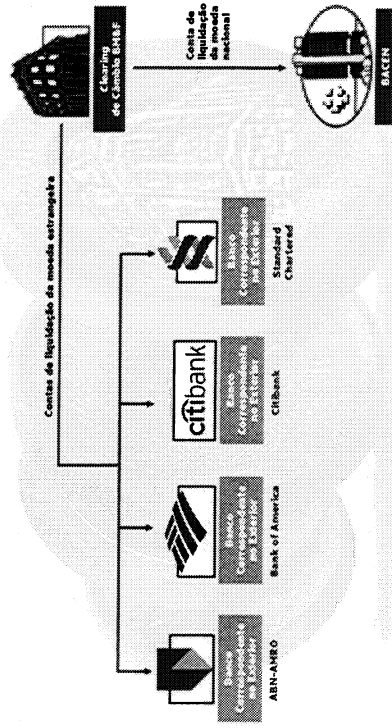 Contas de liquidação da moeda estrangeira
Clearing
de Câmbio BM&F
Conta de
liquidação
da moeda
nacional
BACEN
Banco
Correspondente
no Exterior
ABN-AMRO
Banco
Correspondente
no Exterior
Bank of America
citibank
Banco
Correspondente
no Exterior
Citibank
Banco
Correspondente
no Exterior
Standard
Chartered